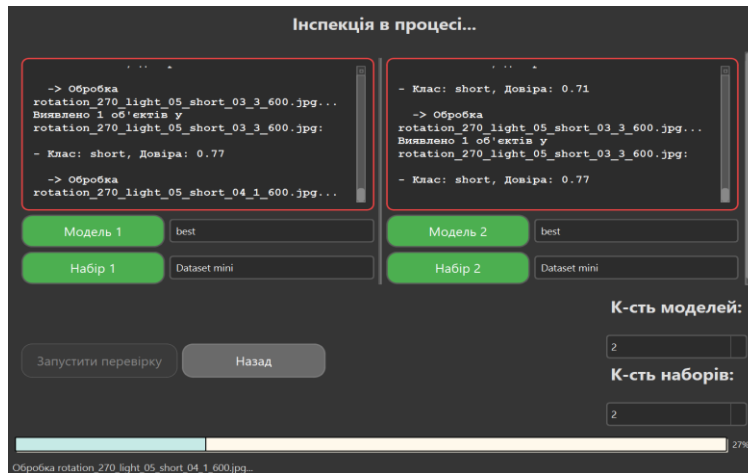 Інспекція в процесі...
-> Обробка
rotation_270_light_05_short_03_3_600.jpg...
Виявлено 1 об'єктів у
rotation_270_light_05_short_03_3_600.jpg:
- Клас: short, Довіра: 0.77
-> Обробка
rotation_270_light_05_short_04_1_600.jpg...
- Клас: short, Довіра: 0.71
-> Обробка
rotation_270_light_05_short_03_3_600.jpg...
Виявлено 1 об'єктів у
rotation_270_light_05_short_03_3_600.jpg:
- Клас: short, Довіра: 0.77
Модель 1
best
Модель 2
best
Набір 1
Dataset mini
Набір 2
Dataset mini
К-сть моделей:
2
Запустити перевірку
Назад
К-сть наборів:
2
27%
Обробка rotation_270_light_05_short_04_1_600.jpg...